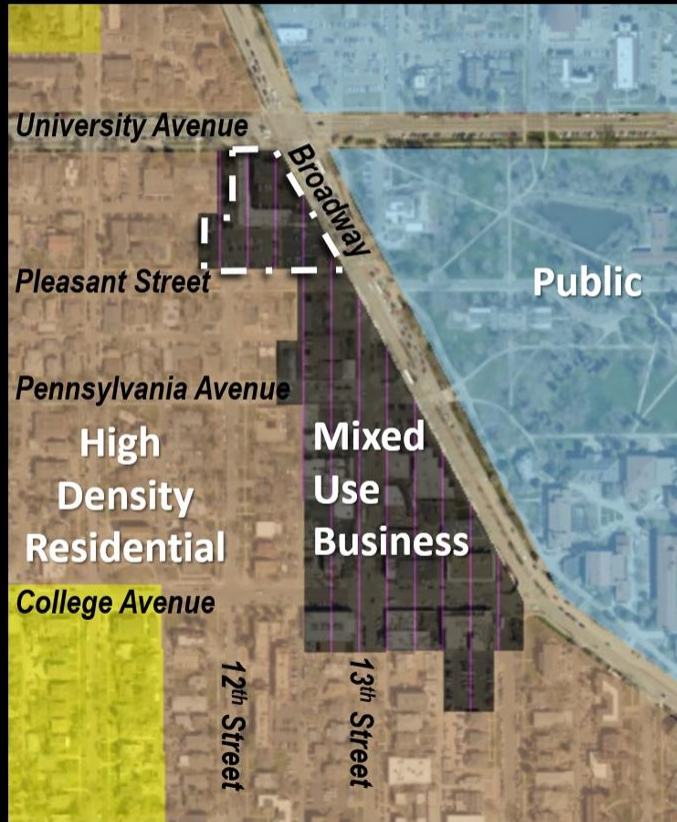 University Avenue
Broadway
Pleasant Street
Public
Pennsylvania Avenue
High
Density
Residential
Mixed
Use
Business
College Avenue
12th Street
13th Street